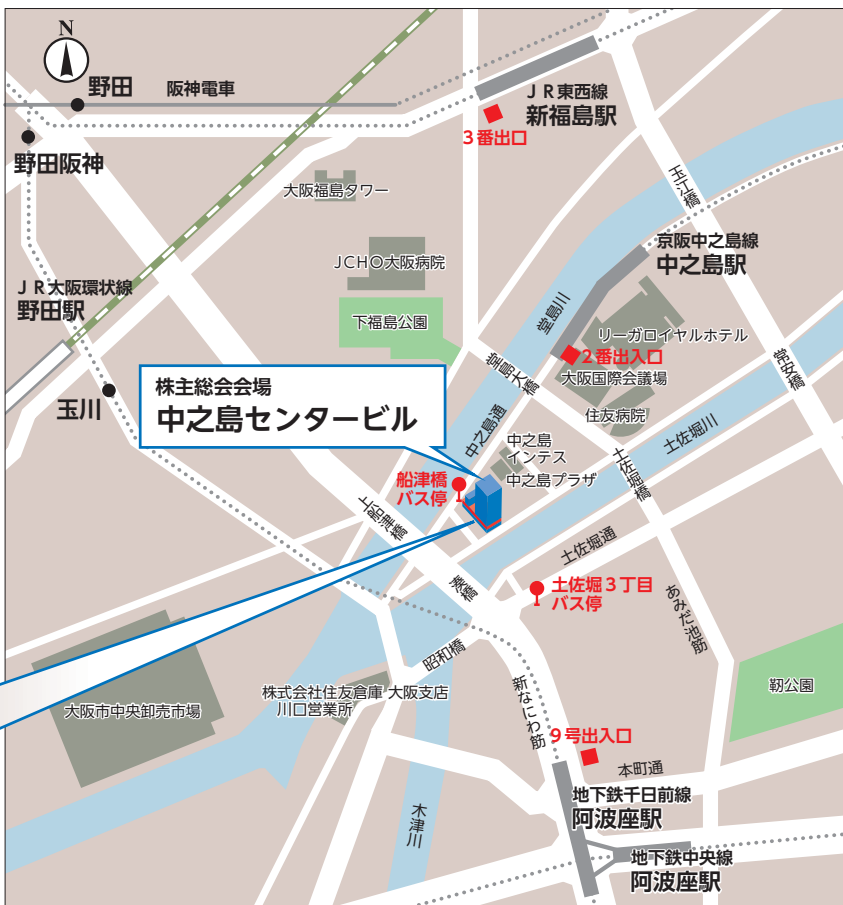 N
野田
阪神電車
野田阪神
JR東西線
新福島駅
3番出口
大阪福島タワー
玉江橋
JCHO大阪病院
京阪中之島線
中之島駅
JR大阪環状線
野田駅
下福島公園
堂島川
リーガロイヤルホテル
2番出入口
大阪国際会議場
堂島大橋
常安橋
玉川
株主総会会場
中之島センタービル
住友病院
中之島通
中之島
インテス
中之島プラザ
土佐堀川
土佐堀橋
船津橋
バス停
上船津橋
土佐堀通
湊橋
土佐堀3丁目
バス停
あみだ池筋
昭和橋
大阪市中央卸売市場
株式会社住友倉庫 大阪支店
川口営業所
新なにわ筋
靭公園
9号出入口
本町通
木津川
地下鉄千日前線
阿波座駅
地下鉄中央線
阿波座駅